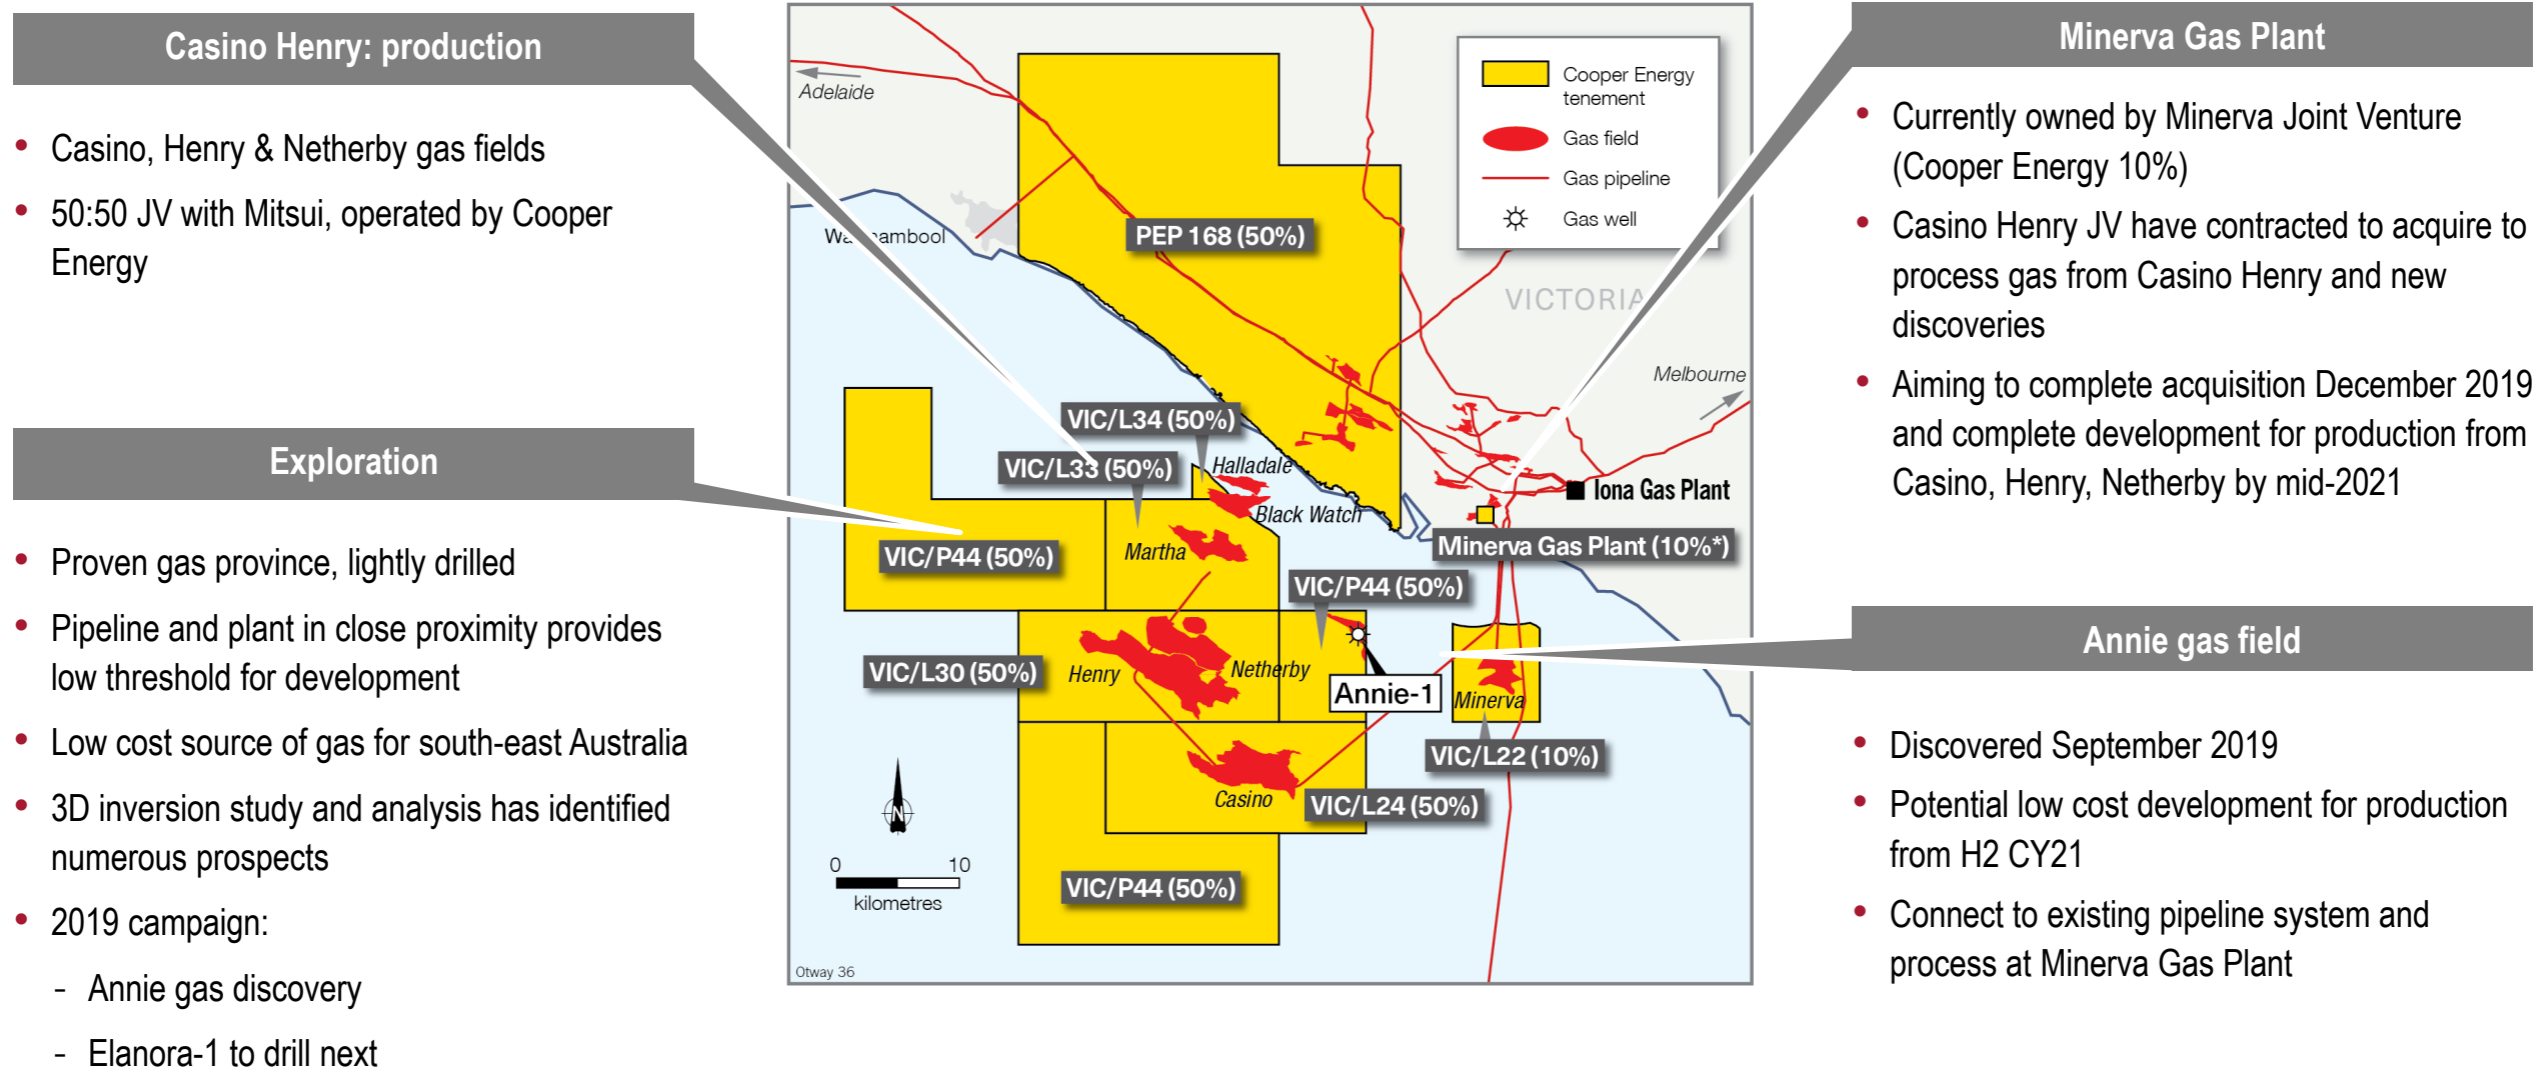 Casino Henry: production
• Casino, Henry & Netherby gas fields
• 50:50 JV with Mitsui, operated by Cooper
Energy
Exploration
• Proven gas province, lightly drilled
• Pipeline and plant in close proximity provides
low threshold for development
• Low cost source of gas for south-east Australia
• 3D inversion study and analysis has identified
numerous prospects
• 2019 campaign:
- Annie gas discovery
- Elanora-1 to drill next
Adelaide
Cooper Energy
tenement
Gas field
Gas pipeline
Gas well
PEP 168 (50%)
VICTORIA
Melbourne
VIC/L34 (50%)
VIC/L33 (50%)
Halladale
Black Watch
Iona Gas Plant
Martha
Minerva Gas Plant (10%*)
VIC/P44 (50%)
VIC/P44 (50%)
VIC/L30 (50%)
Henry
Netherby
Annie-1
Minerva
VIC/L22 (10%)
Casino
VIC/L24 (50%)
N
0 10
kilometres
VIC/P44 (50%)
Otway 36
Minerva Gas Plant
• Currently owned by Minerva Joint Venture
(Cooper Energy 10%)
• Casino Henry JV have contracted to acquire to
process gas from Casino Henry and new
discoveries
• Aiming to complete acquisition December 2019
and complete development for production from
Casino, Henry, Netherby by mid-2021
Annie gas field
• Discovered September 2019
• Potential low cost development for production
from H2 CY21
• Connect to existing pipeline system and
process at Minerva Gas Plant